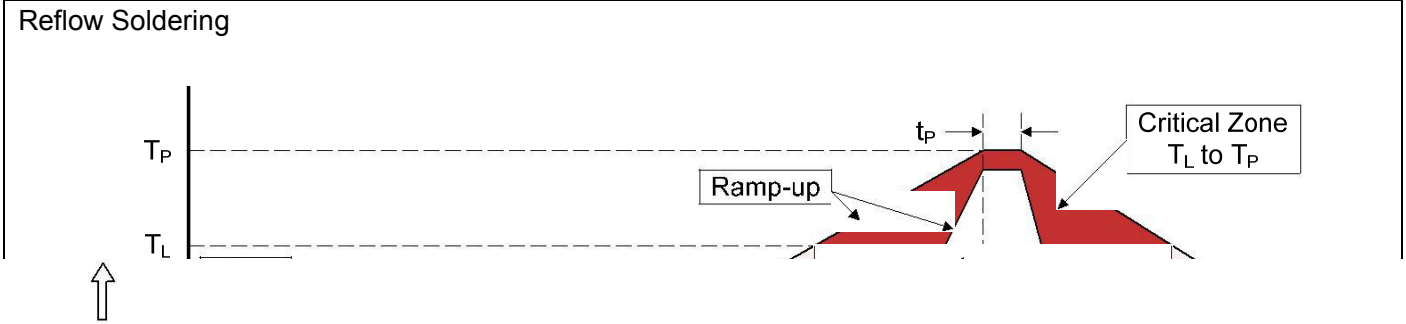 Reflow Soldering
tP
Critical Zone
TL to TP
TP
Ramp-up
TL